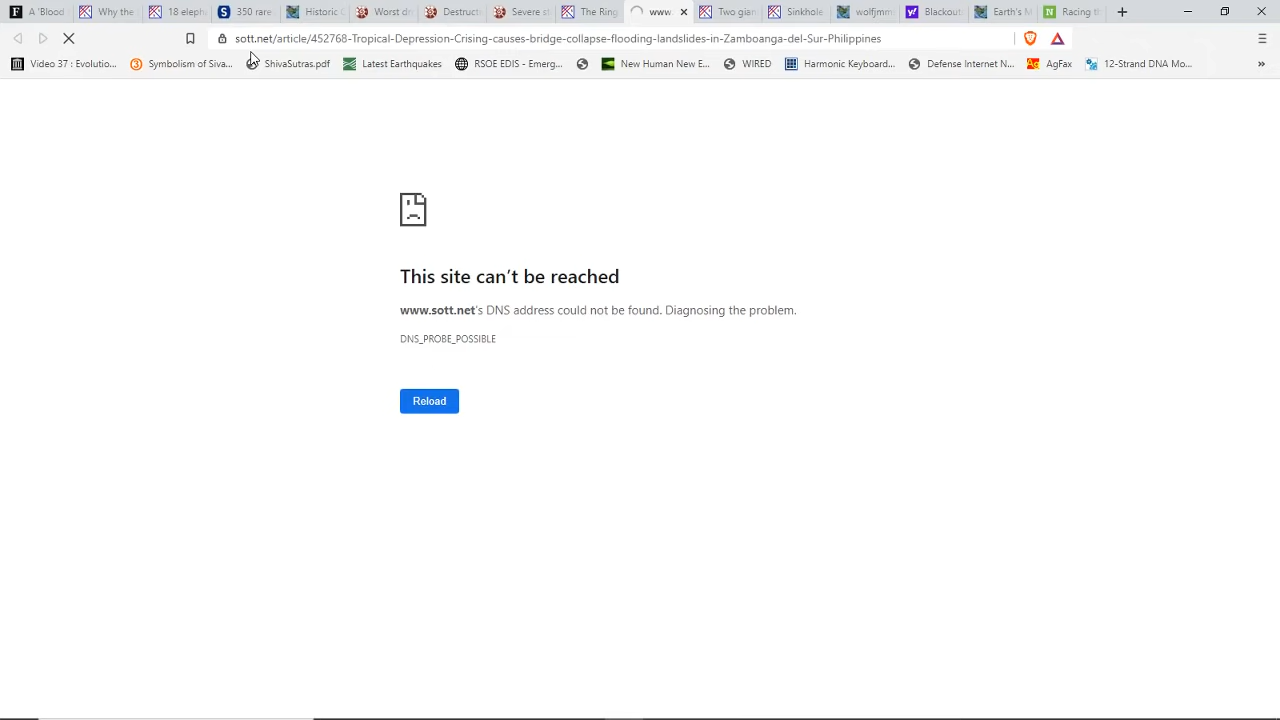 A 'Blood Why the 18 eleph 350 rare Historic Worst dr Destruct Severe st The Ring www. Two gian Sinkhole wolfjmm Blackout Earth's M Racing th
sott.net/article/452768-Tropical-Depression-Crising-causes-bridge-collapse-flooding-landslides-in-Zamboanga-del-Sur-Philippines
Video 37 : Evolutio... Symbolism of Siva... ShivaSutras.pdf Latest Earthquakes RSOE EDIS - Emerg... New Human New E... WIRED Harmonic Keyboard... Defense Internet N... AgFax 12-Strand DNA Mo... »
This site can't be reached
www.sott.net's DNS address could not be found. Diagnosing the problem.
DNS_PROBE_POSSIBLE
Reload